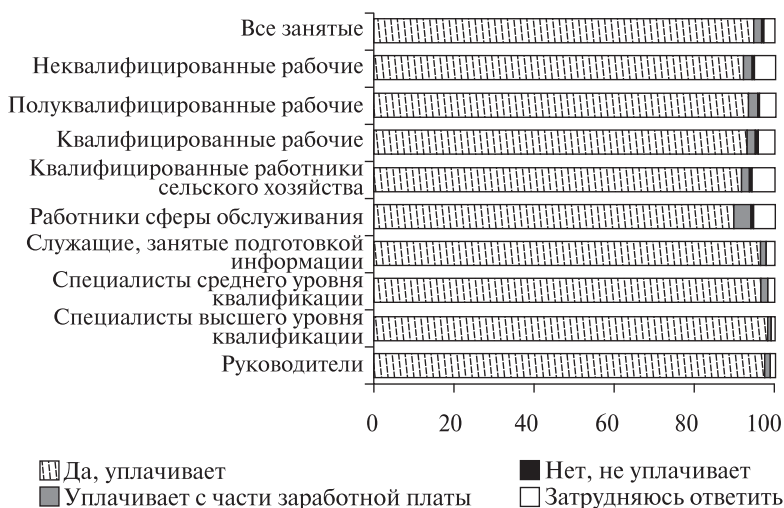 Все занятые
Неквалифицированные рабочие
Полуквалифицированные рабочие
Квалифицированные рабочие
Квалифицированные работники
сельского хозяйства
Работники сферы обслуживания
Служащие, занятые подготовкой
информации
Специалисты среднего уровня
квалификации
Специалисты высшего уровня
квалификации
Руководители
0 20 40 60 80 100
Да, уплачивает
Нет, не уплачивает
Уплачивает с части заработной платы
Затрудняюсь ответить